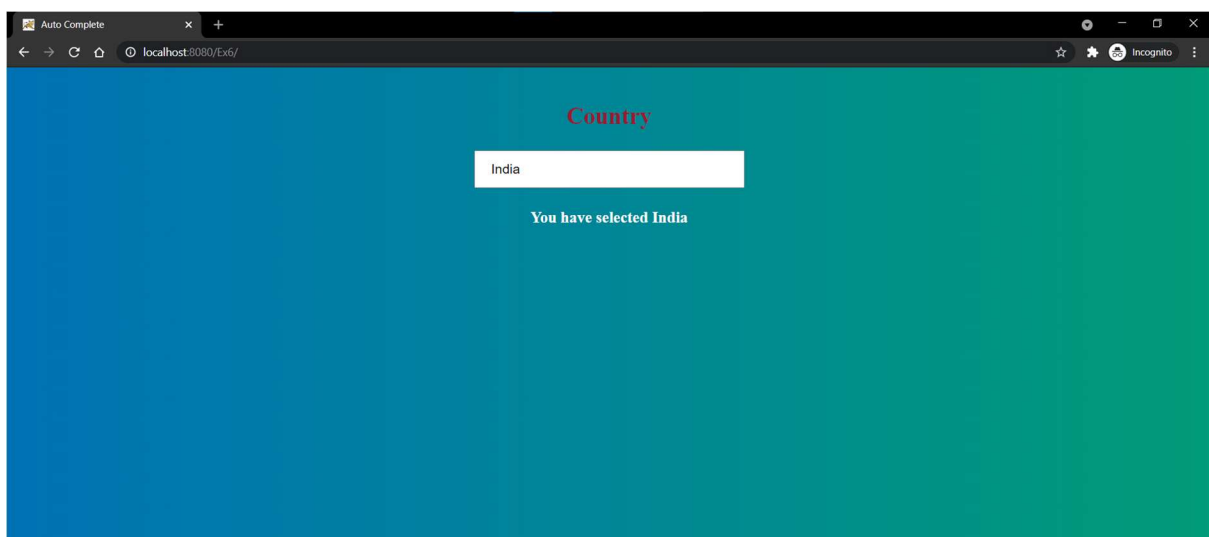 Auto Complete
localhost:8080/Ex6/
Incognito
Country
India
You have selected India